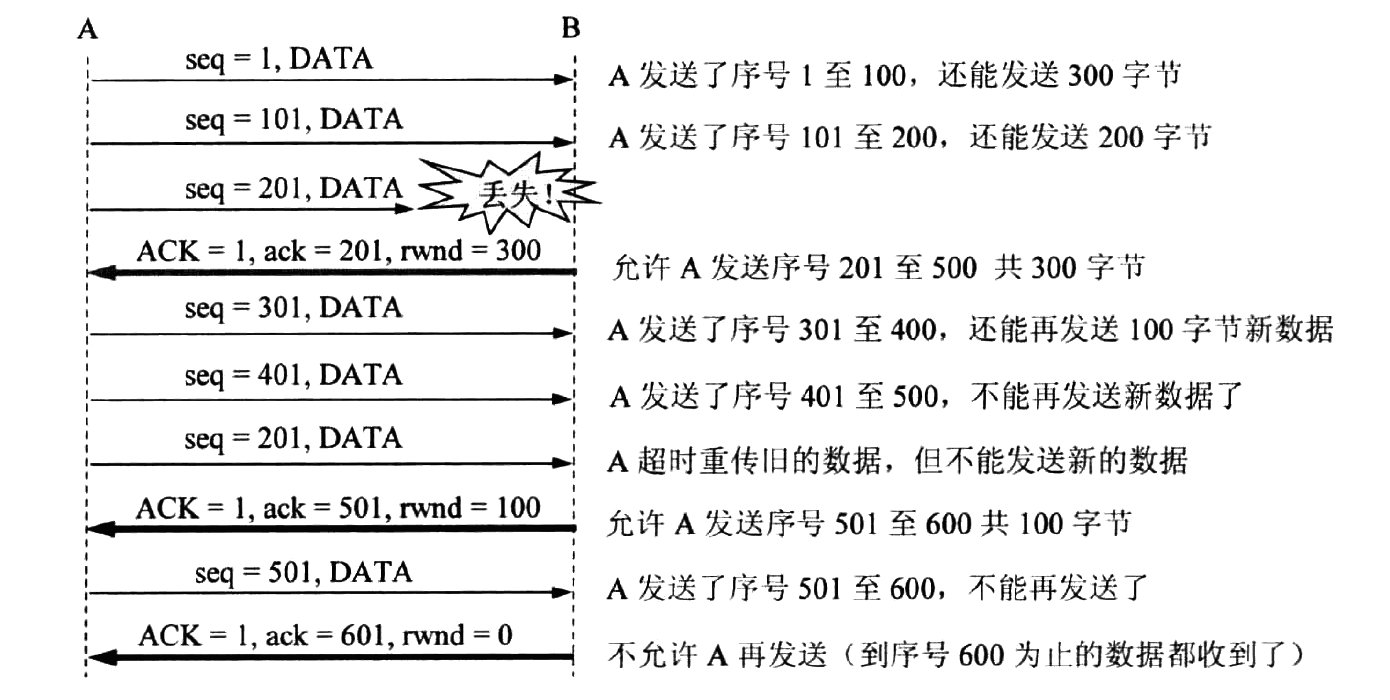 A B
seq = 1, DATA
A 发送了序号 1 至 100，还能发送 300 字节
seq = 101, DATA
A 发送了序号 101 至 200，还能发送 200 字节
seq = 201, DATA 丢失！
ACK = 1, ack = 201, rwnd = 300
允许 A 发送序号 201 至 500 共 300 字节
seq = 301, DATA
A 发送了序号 301 至 400，还能再发送 100 字节新数据
seq = 401, DATA
A 发送了序号 401 至 500，不能再发送新数据了
seq = 201, DATA
A 超时重传旧的数据，但不能发送新的数据
ACK = 1, ack = 501, rwnd = 100
允许 A 发送序号 501 至 600 共 100 字节
seq = 501, DATA
A 发送了序号 501 至 600，不能再发送了
ACK = 1, ack = 601, rwnd = 0
不允许 A 再发送（到序号 600 为止的数据都收到了）